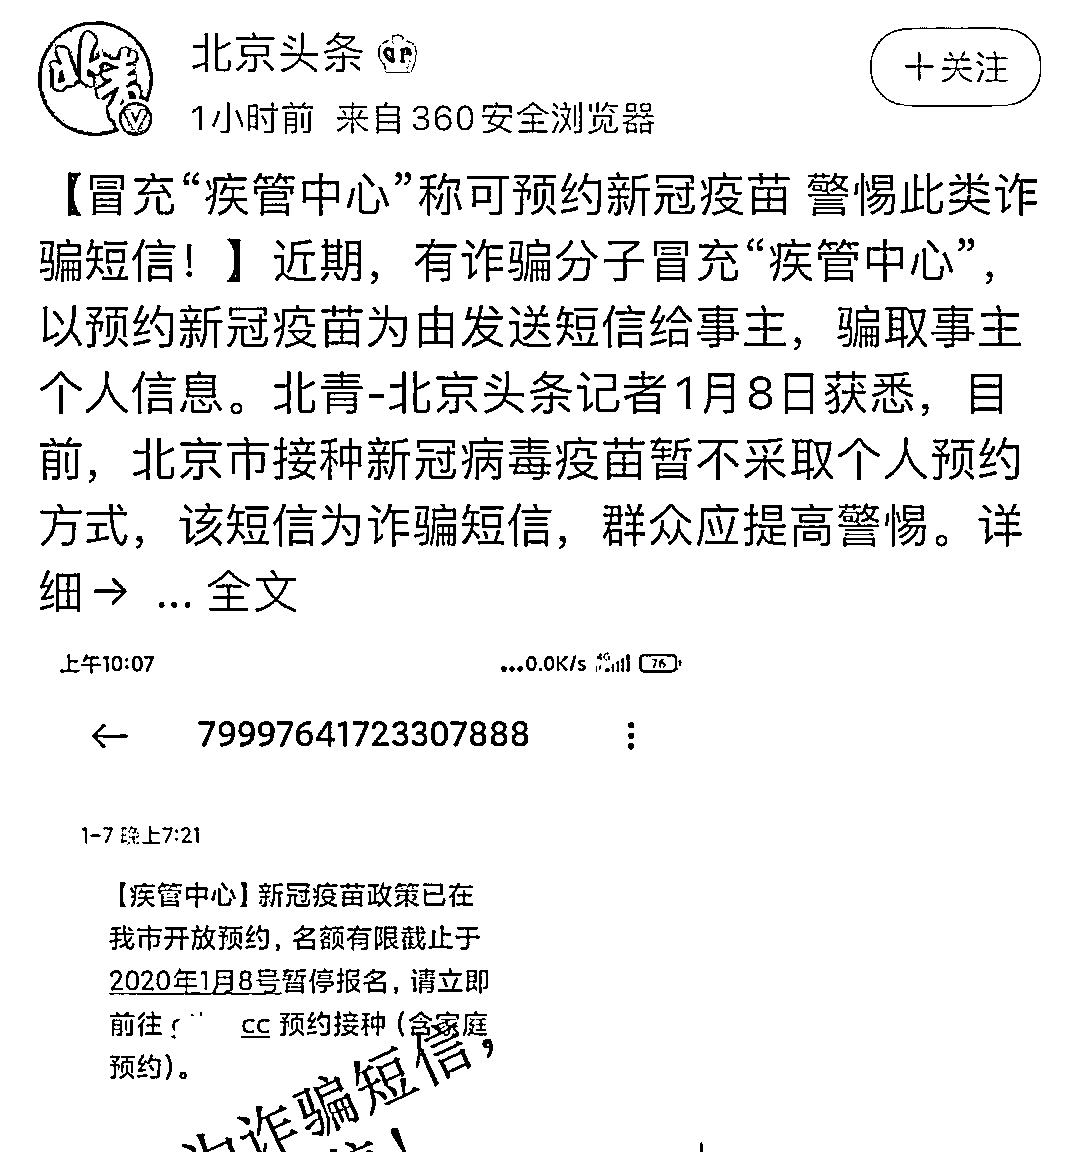 北青
北京头条
+关注
1小时前 来自360安全浏览器
【冒充“疾管中心”称可预约新冠疫苗 警惕此类诈
骗短信！】近期，有诈骗分子冒充“疾管中心”，
以预约新冠疫苗为由发送短信给事主，骗取事主
个人信息。北青-北京头条记者1月8日获悉，目
前，北京市接种新冠病毒疫苗暂不采取个人预约
方式，该短信为诈骗短信，群众应提高警惕。详
细→ ... 全文
上午10:07 ...0.0K/s 4G 76
← 79997641723307888
1-7 晚上7:21
【疾管中心】新冠疫苗政策已在
我市开放预约，名额有限截止于
2020年1月8号暂停报名，请立即
前往 cc 预约接种（含家庭
预约）。
为诈骗短信，